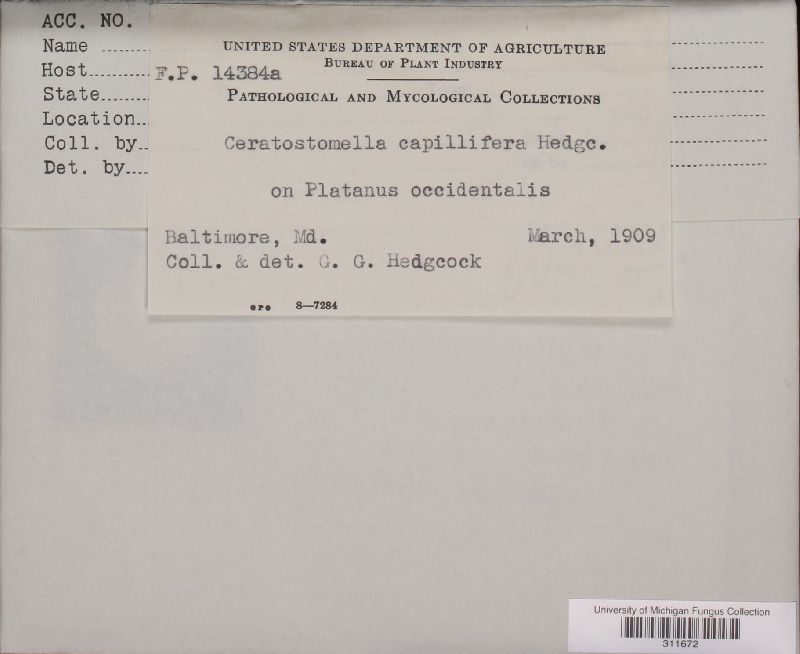 ACC. NO.
Name
Host
State
Location
Coll. by
Det. by
UNITED STATES DEPARTMENT OF AGRICULTURE
BUREAU OF PLANT INDUSTRY
F.P. 14384a
PATHOLOGICAL AND MYCOLOGICAL COLLECTIONS
Ceratostomella capillifera Hedgc.
on Platanus occidentalis
Baltimore, Md. March, 1909
Coll. & det. G. G. Hedgcock
GPO 8—7284
University of Michigan Fungus Collection
311672